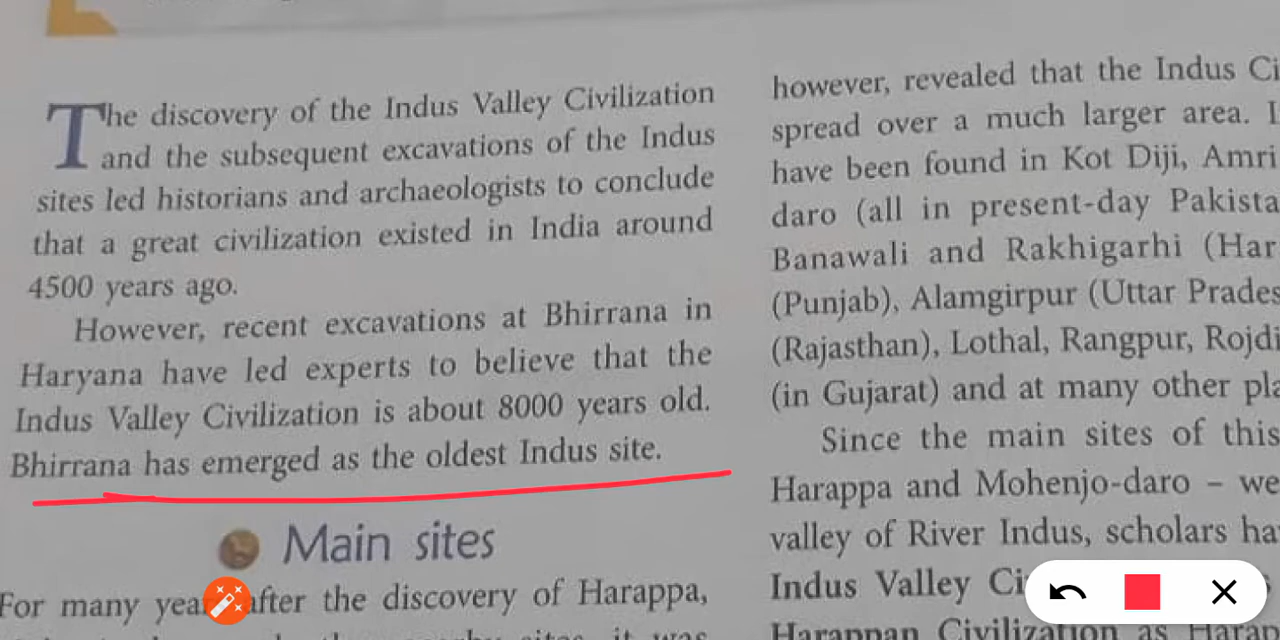 The discovery of the Indus Valley Civilization
and the subsequent excavations of the Indus
sites led historians and archaeologists to conclude
that a great civilization existed in India around
4500 years ago.
However, recent excavations at Bhirrana in
Haryana have led experts to believe that the
Indus Valley Civilization is about 8000 years old.
Bhirrana has emerged as the oldest Indus site.
Main sites
For many after the discovery of Harappa,
sites, it was
however, revealed that the Indus
spread over a much larger area.
have been found in Kot Diji, Amri
daro (all in present-day
Banawali and Rakhigarhi
(Punjab), Alamgirpur (Uttar
(Rajasthan), Lothal, Rangpur,
(in Gujarat) and at many other
Since the main sites of this
Harappa and Mohenjo-daro – we
valley of River Indus, scholars
Indus Valley
Harappan Civilization as